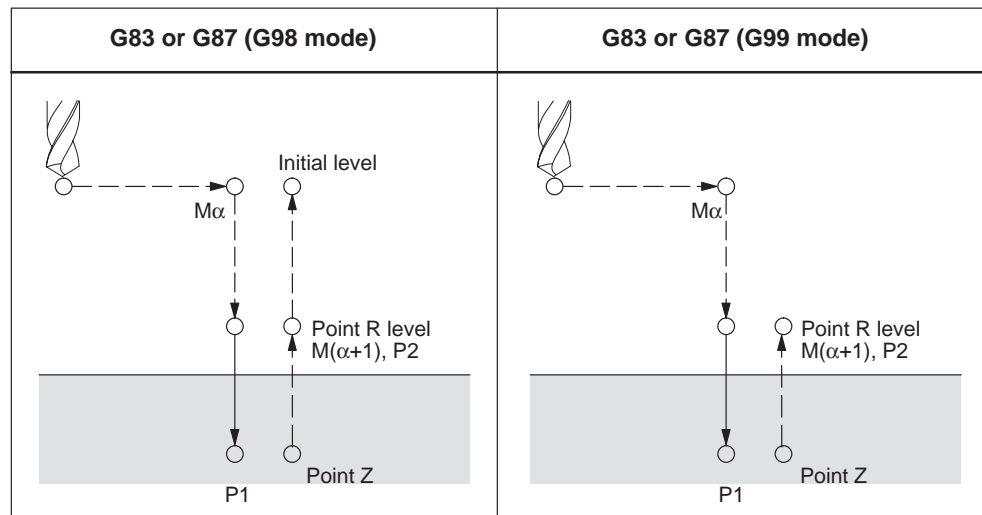 G83 or G87 (G98 mode)
G83 or G87 (G99 mode)
Initial level
Mα
Point R level
M(α+1), P2
Point Z
P1
Mα
Point R level
M(α+1), P2
Point Z
P1